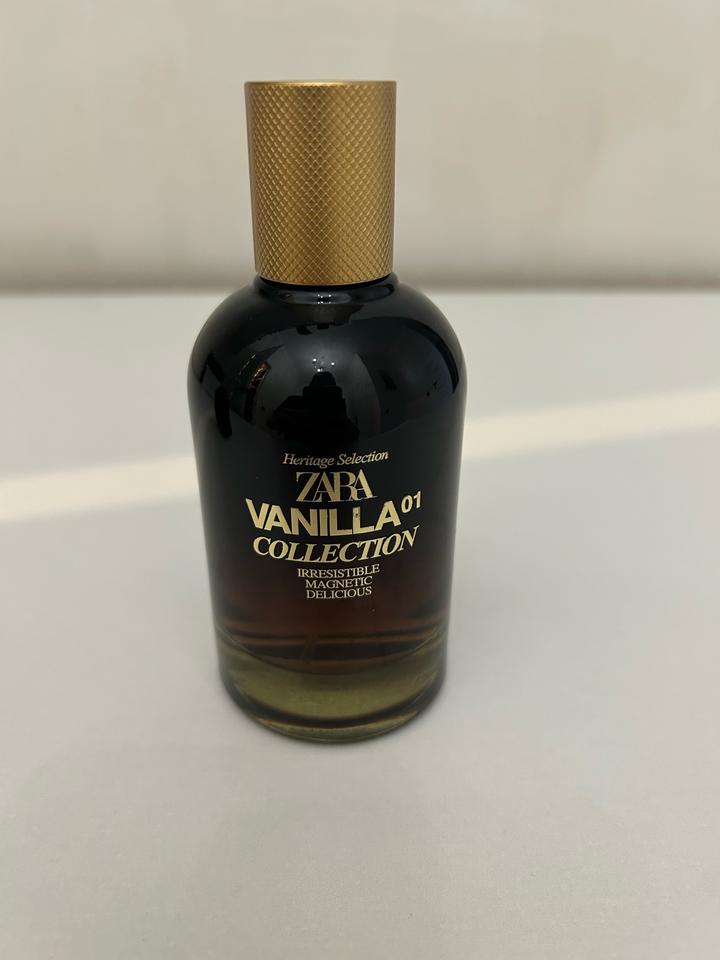 Heritage Selection
ZARA
VANILLA 01
COLLECTION
IRRESISTIBLE
MAGNETIC
DELICIOUS